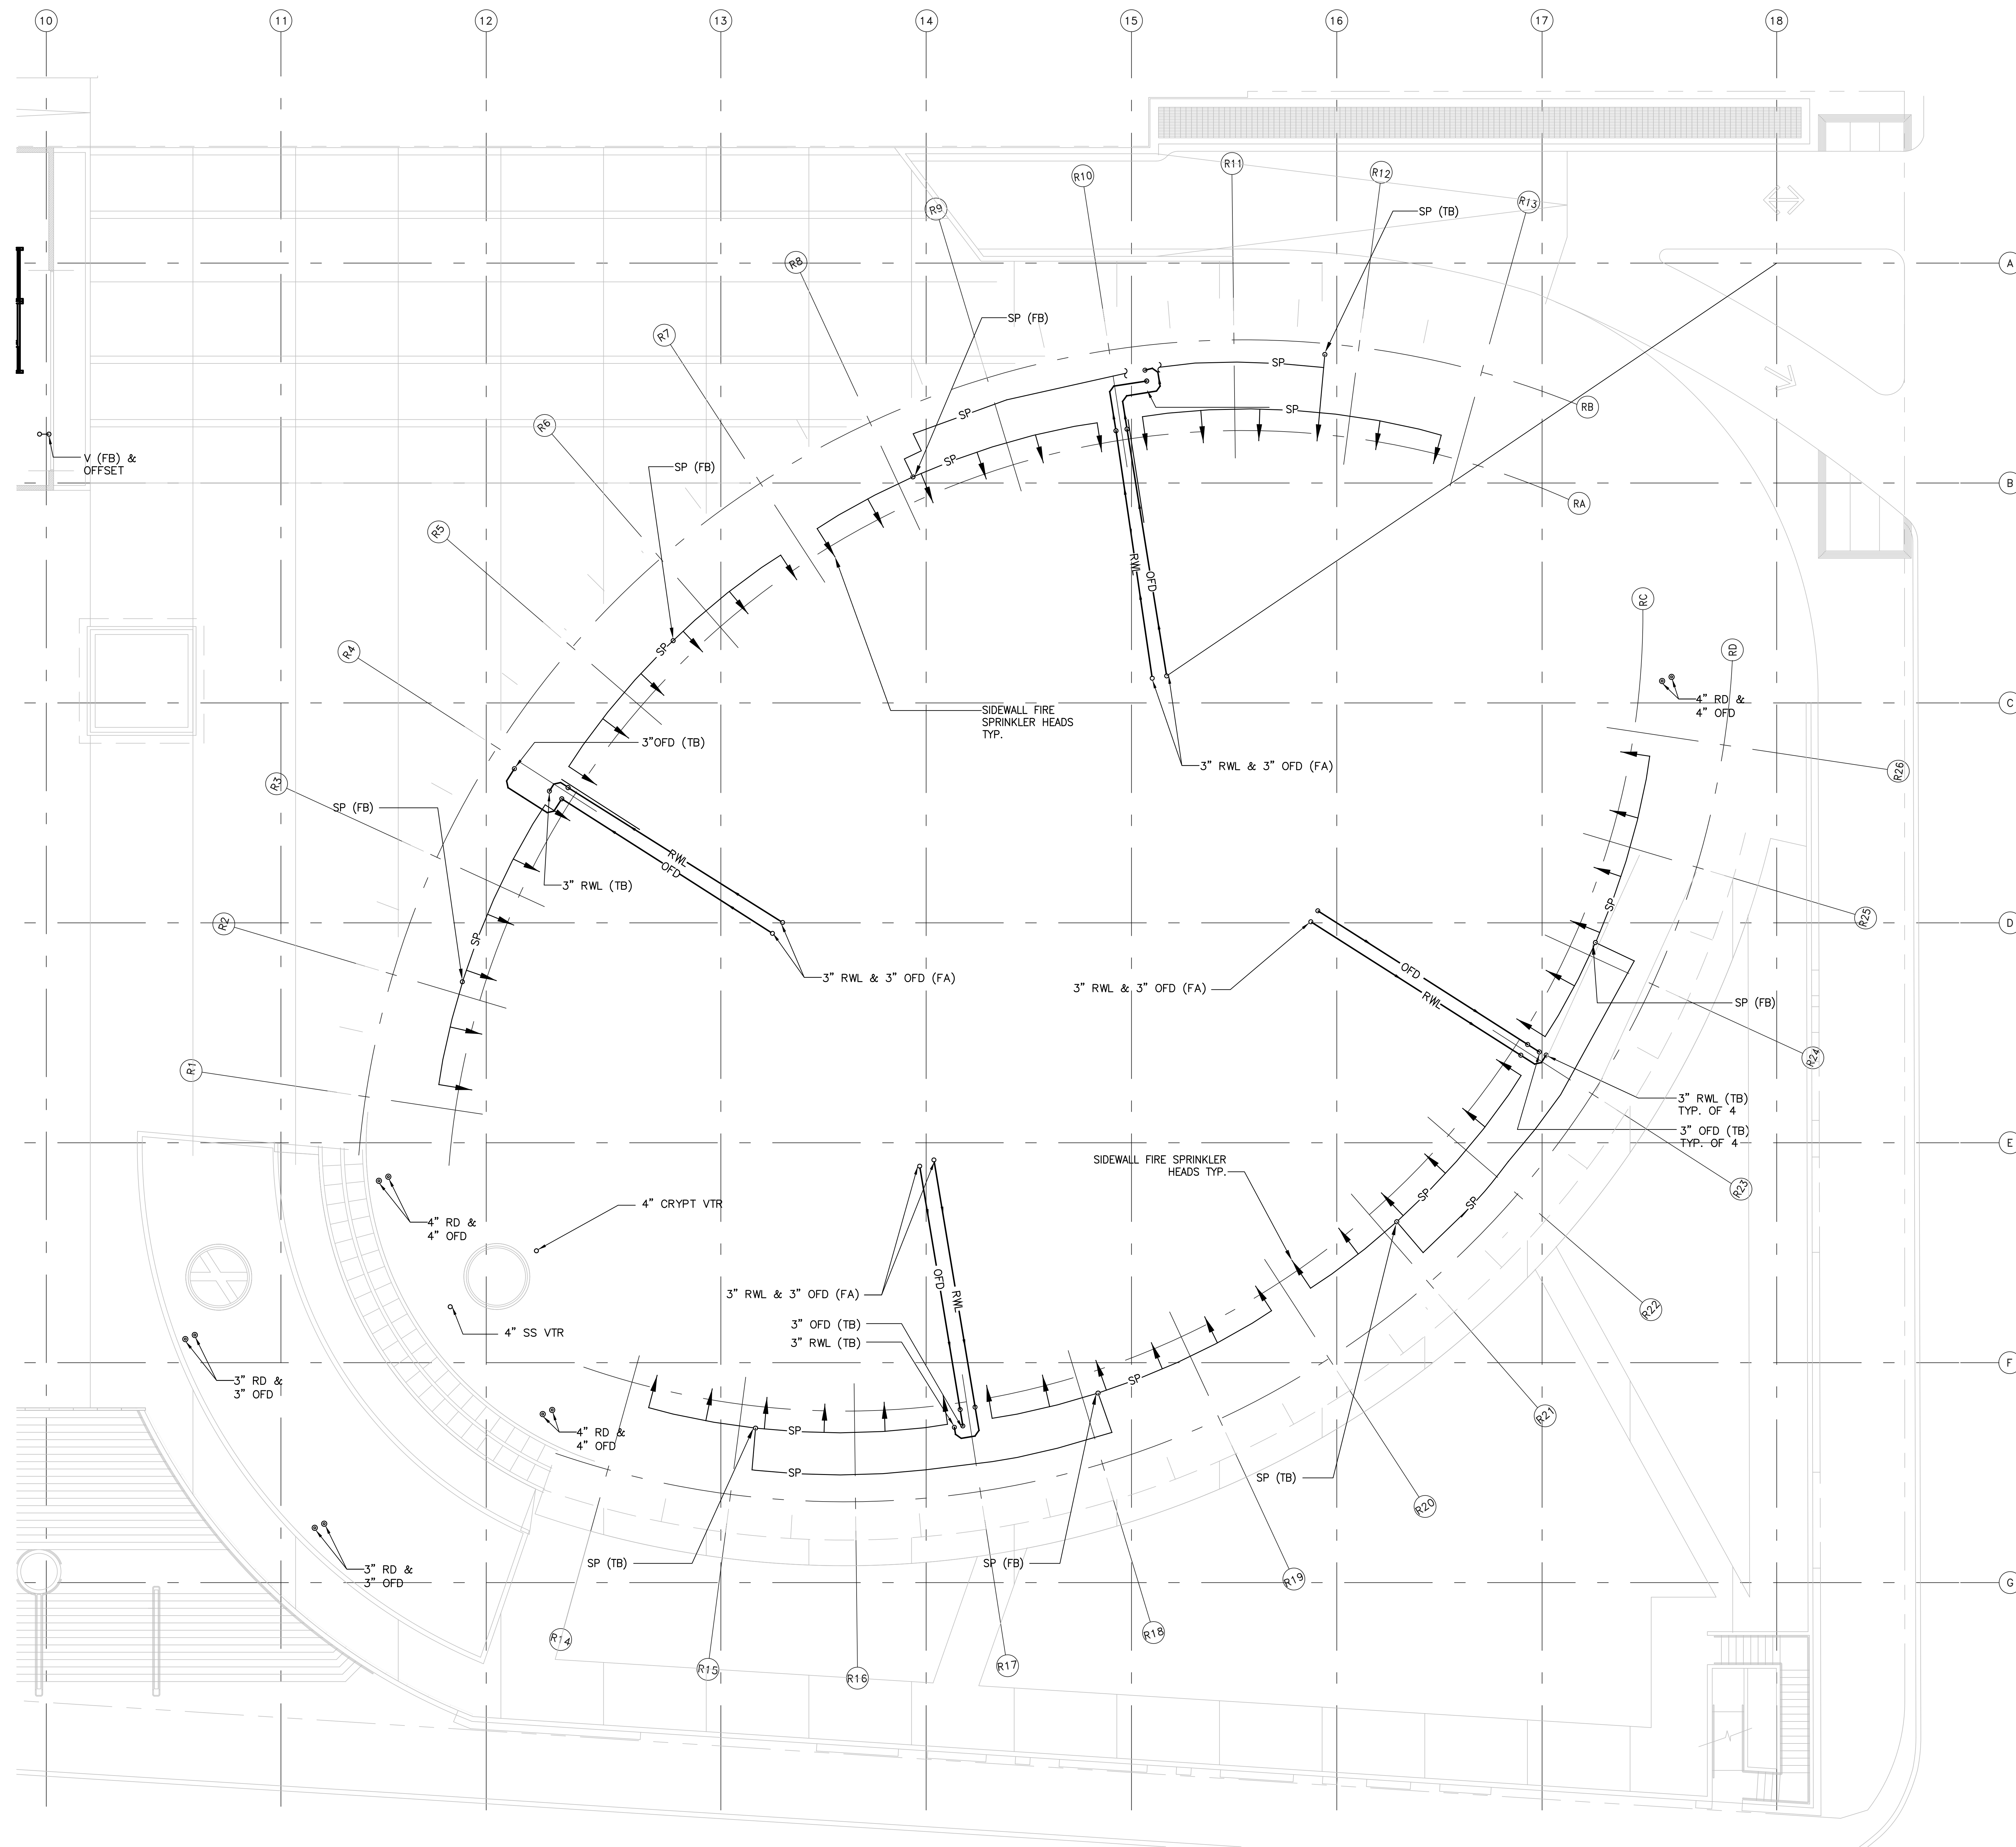 10
11
12
13
14
15
16
17
18
R11
R12
R10
R13
R9
SP (TB)
R8
A
SP (FB)
R7
SP
SP
RB
SP
R6
V (FB) &
OFFSET
SP
SP (FB)
B
RA
R5
RWL
OFD
RC
SP
R4
RD
4" RD &
4" OFD
C
SIDEWALL FIRE
SPRINKLER HEADS
TYP.
3"OFD (TB)
3" RWL & 3" OFD (FA)
R26
R3
SP (FB)
RWL
OFD
3" RWL (TB)
SP
R2
SP
R25
D
3" RWL & 3" OFD (FA)
3" RWL & 3" OFD (FA)
OFD
RWL
SP (FB)
R1
R24
3" RWL (TB)
TYP. OF 4
3" OFD (TB)
TYP. OF 4
E
SIDEWALL FIRE SPRINKLER
HEADS TYP.
R23
4" CRYPT VTR
4" RD &
4" OFD
SP
SP
OFD
RWL
3" RWL & 3" OFD (FA)
R22
3" OFD (TB)
4" SS VTR
3" RWL (TB)
F
3" RD &
3" OFD
SP
R21
4" RD &
4" OFD
SP
SP
SP (TB)
R20
SP (TB)
SP (FB)
3" RD &
3" OFD
R19
G
R14
R18
R15
R16
R17